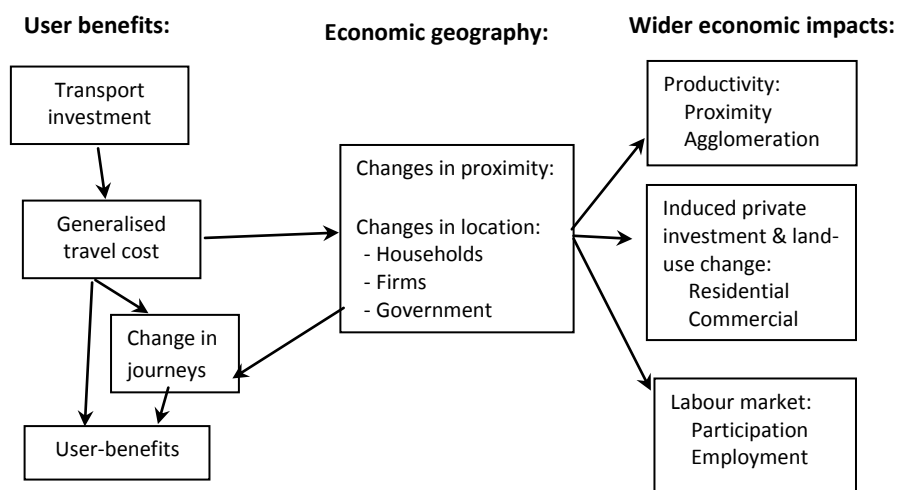 User benefits:
Transport
investment
Generalised
travel cost
Change in
journeys
User-benefits
Economic geography:
Changes in proximity:
Changes in location:
- Households
- Firms
- Government
Wider economic impacts:
Productivity:
Proximity
Agglomeration
Induced private
investment & land-
use change:
Residential
Commercial
Labour market:
Participation
Employment